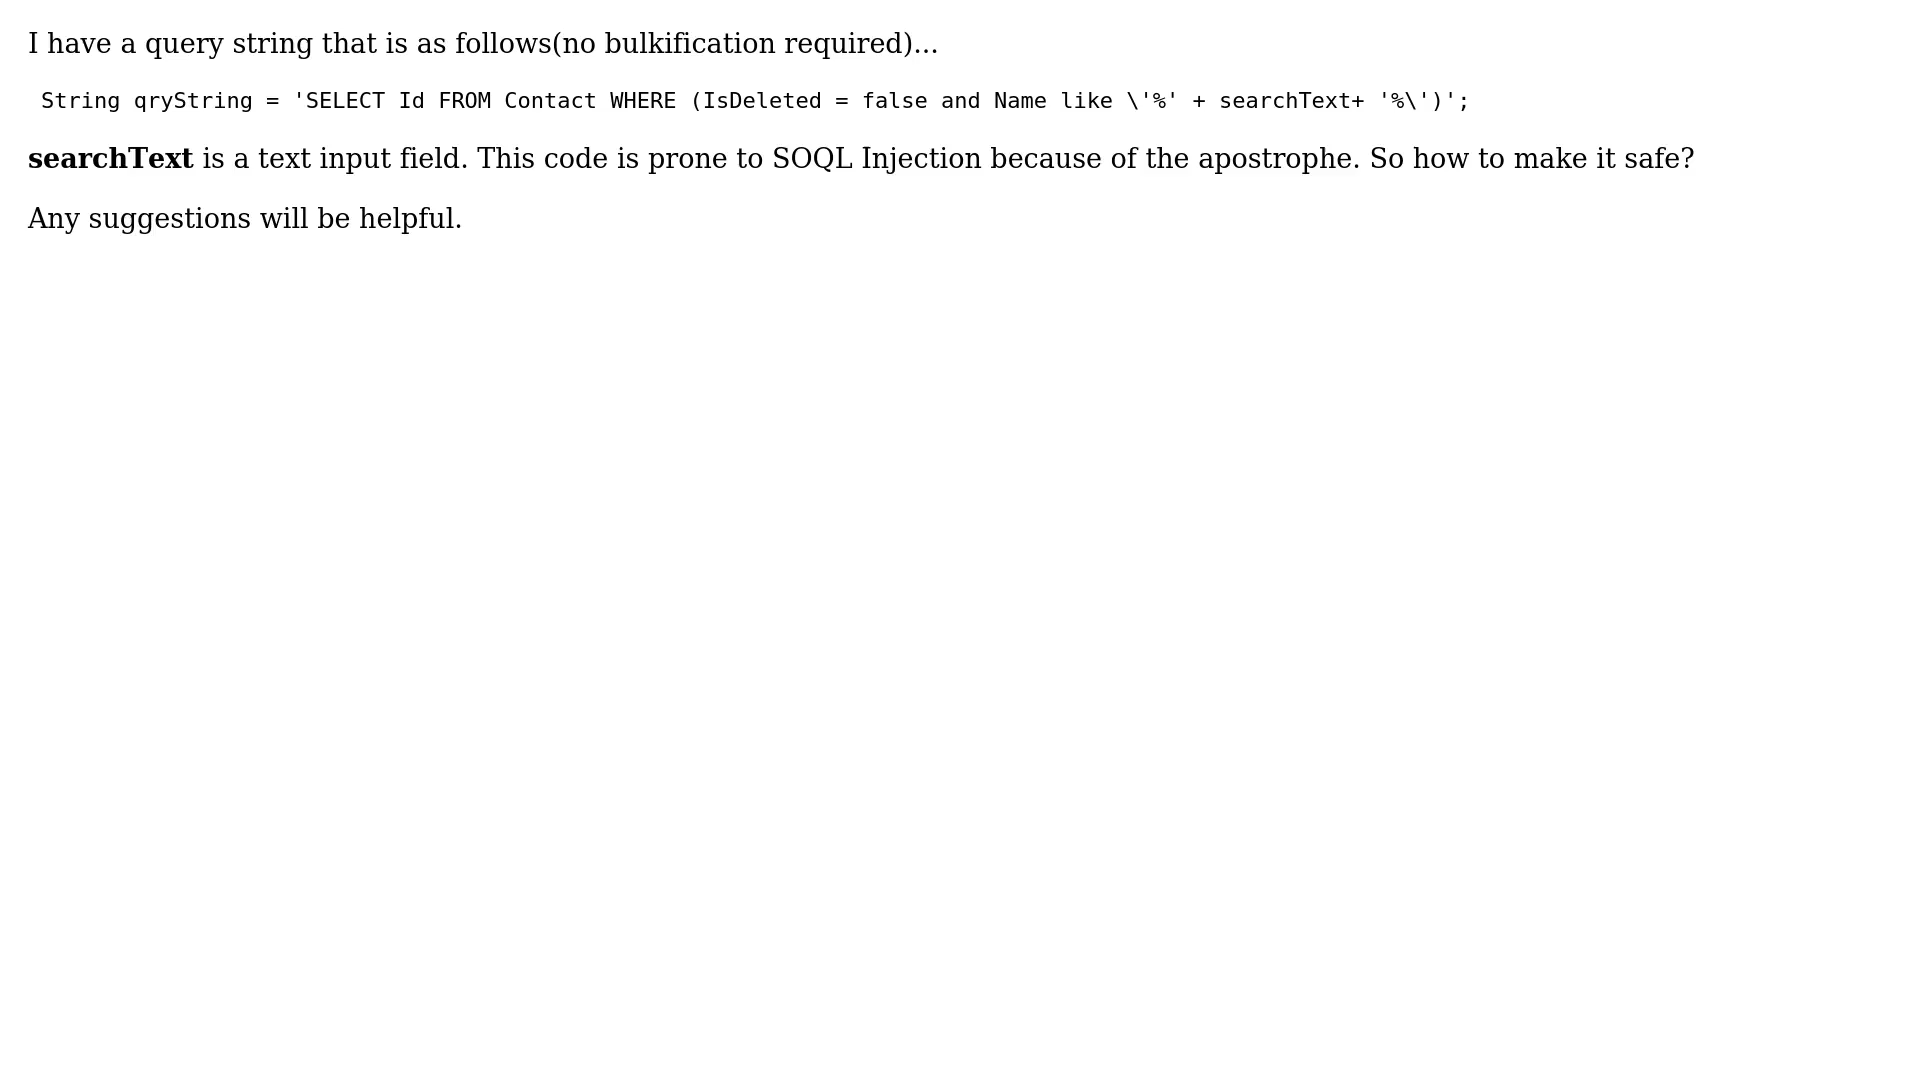 I have a query string that is as follows(no bulkification required)...
String qryString = 'SELECT Id FROM Contact WHERE (IsDeleted = false and Name like \'%' + searchText+ '%\')';
searchText is a text input field. This code is prone to SOQL Injection because of the apostrophe. So how to make it safe?
Any suggestions will be helpful.